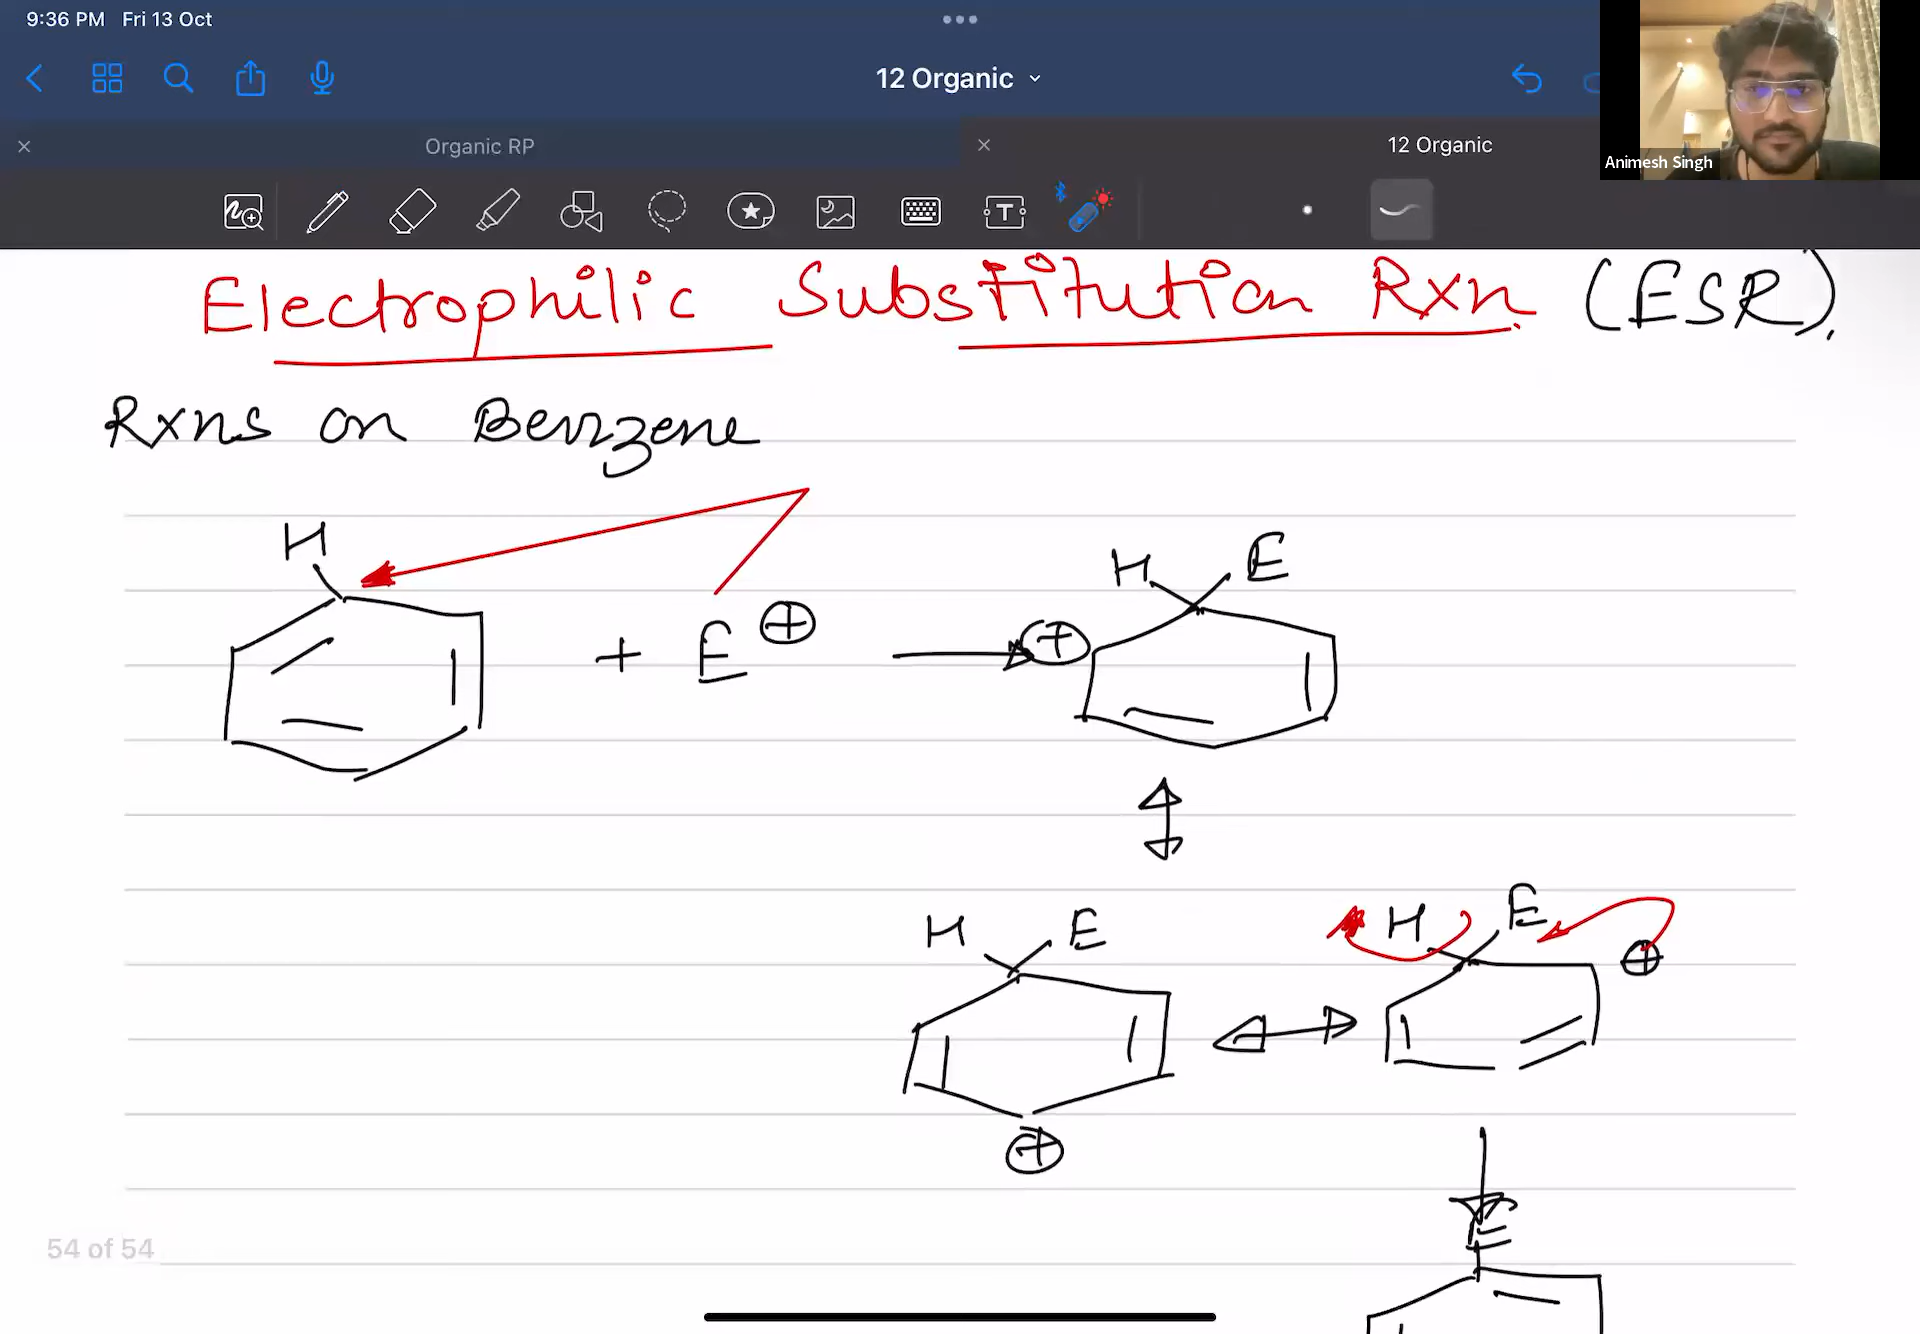 9:36 PM Fri 13 Oct
12 Organic
Organic RP
12 Organic
Animesh Singh
T
Electrophilic Substitution Rxn (ESR).
Rxns on Benzene
H
+ E ⊕
H E
⊕
H E
⊕
H E
⊕
E
54 of 54